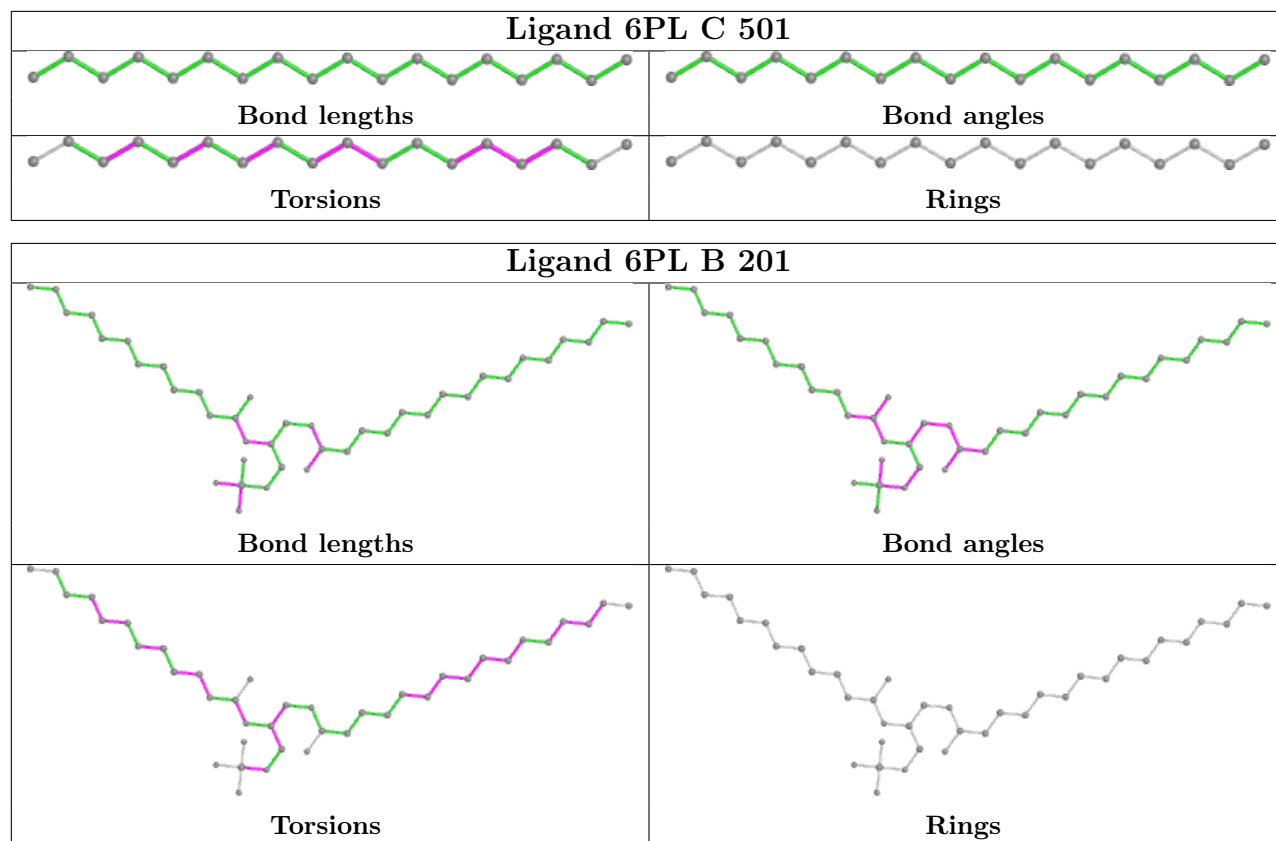 Ligand 6PL C 501
Bond lengths
Bond angles
Torsions
Rings
Ligand 6PL B 201
Bond lengths
Bond angles
Torsions
Rings